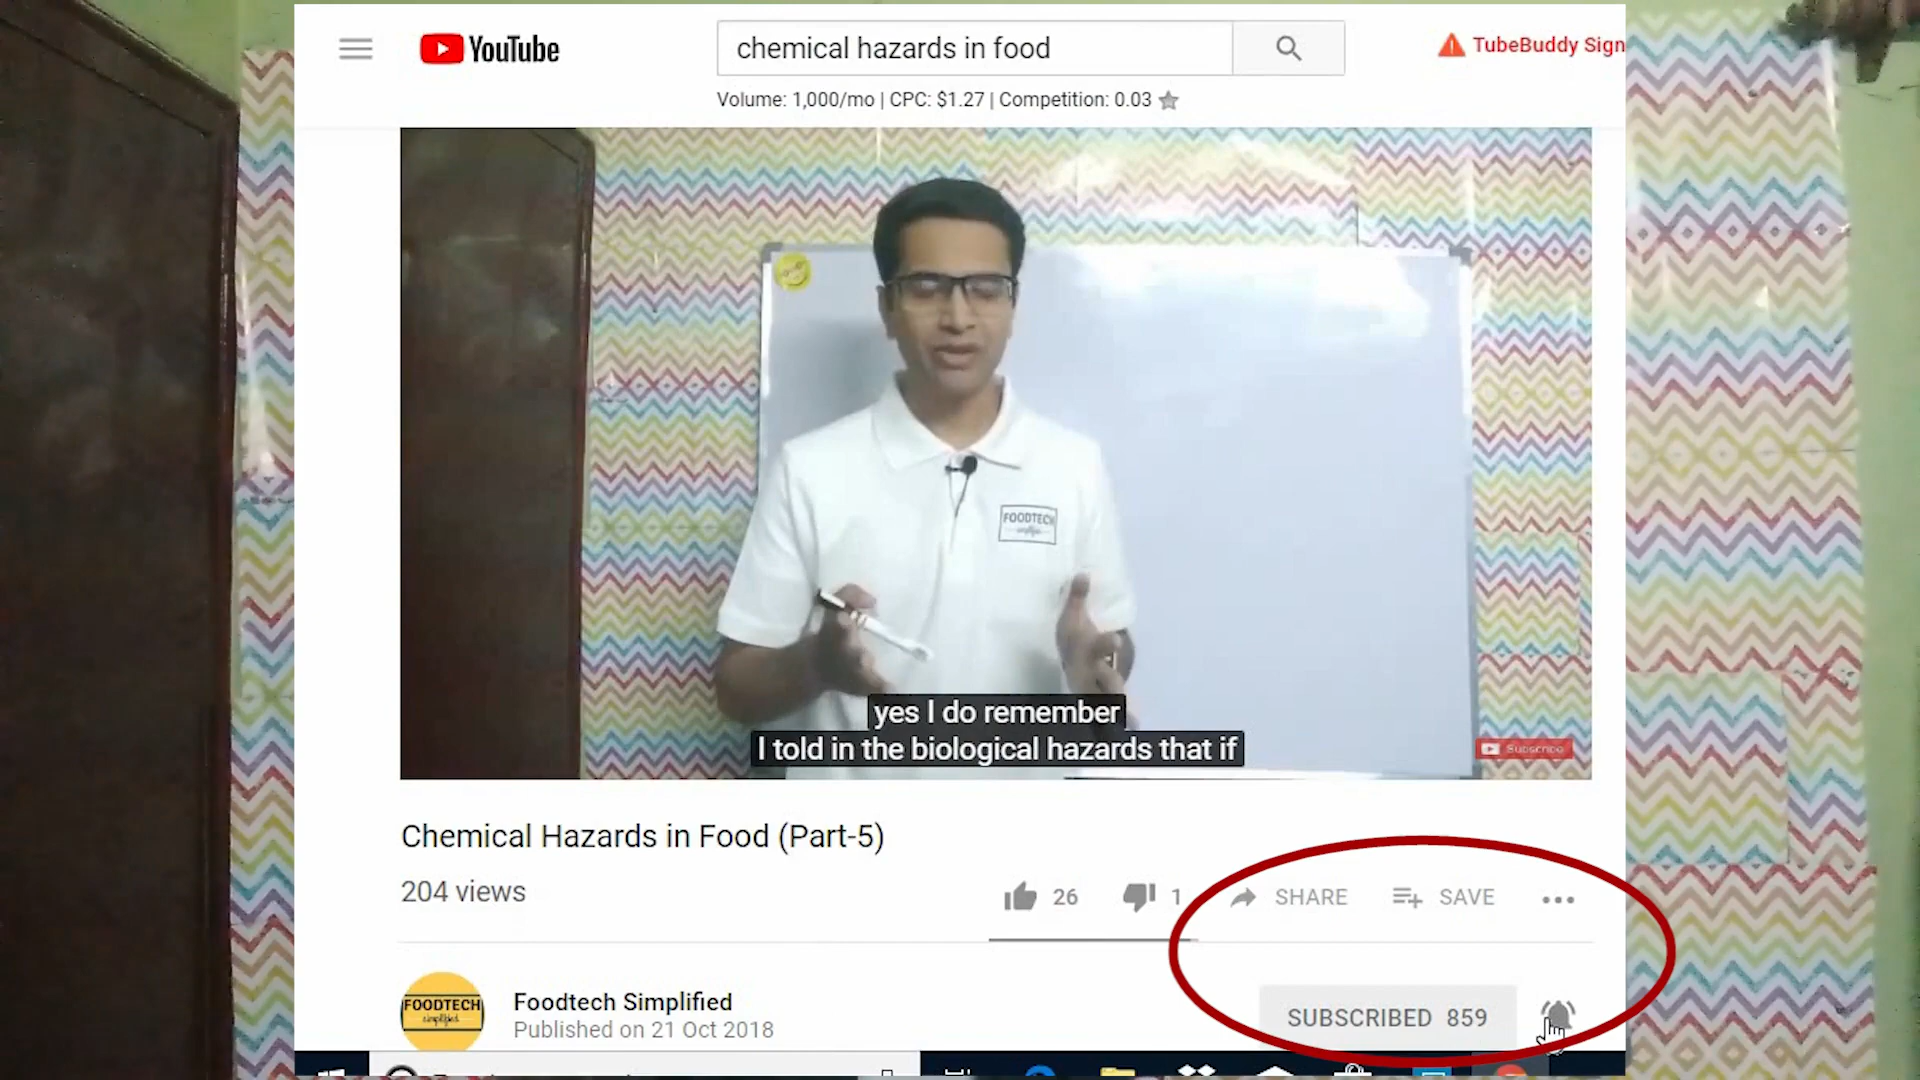 YouTube
chemical hazards in food
TubeBuddy Sign
Volume: 1,000/mo | CPC: $1.27 | Competition: 0.03
FOODTECH
yes I do remember
I told in the biological hazards that if
Subscribe
Chemical Hazards in Food (Part-5)
204 views
26
1
SHARE
SAVE
FOODTECH
simplified
Foodtech Simplified
Published on 21 Oct 2018
SUBSCRIBED 859